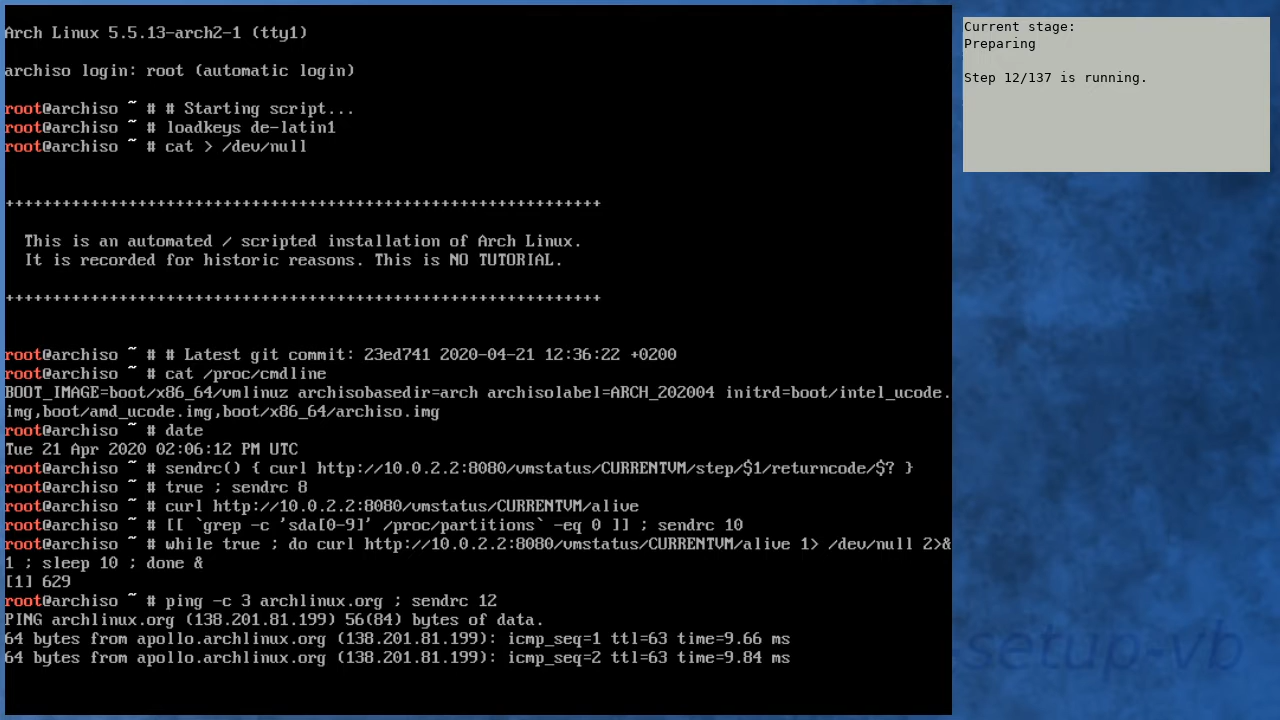 Arch Linux 5.5.13-arch2-1 (tty1)
archiso login: root (automatic login)
root@archiso ~ # # Starting script...
root@archiso ~ # loadkeys de-latin1
root@archiso ~ # cat > /dev/null
+++++++++++++++++++++++++++++++++++++++++++++++++++++++++++++++
This is an automated / scripted installation of Arch Linux.
It is recorded for historic reasons. This is NO TUTORIAL.
+++++++++++++++++++++++++++++++++++++++++++++++++++++++++++++++
root@archiso ~ # # Latest git commit: 23ed741 2020-04-21 12:36:22 +0200
root@archiso ~ # cat /proc/cmdline
BOOT_IMAGE=boot/x86_64/vmlinuz archisobasedir=arch archisolabel=ARCH_202004 initrd=boot/intel_ucode.
img,boot/amd_ucode.img,boot/x86_64/archiso.img
root@archiso ~ # date
Tue 21 Apr 2020 02:06:12 PM UTC
root@archiso ~ # sendrc() { curl http://10.0.2.2:8080/vmstatus/CURRENTVM/step/$1/returncode/$? }
root@archiso ~ # true ; sendrc 8
root@archiso ~ # curl http://10.0.2.2:8080/vmstatus/CURRENTVM/alive
root@archiso ~ # [[ `grep -c 'sda[0-9]' /proc/partitions` -eq 0 ]] ; sendrc 10
root@archiso ~ # while true ; do curl http://10.0.2.2:8080/vmstatus/CURRENTVM/alive 1> /dev/null 2>&
1 ; sleep 10 ; done &
[1] 629
root@archiso ~ # ping -c 3 archlinux.org ; sendrc 12
PING archlinux.org (138.201.81.199) 56(84) bytes of data.
64 bytes from apollo.archlinux.org (138.201.81.199): icmp_seq=1 ttl=63 time=9.66 ms
64 bytes from apollo.archlinux.org (138.201.81.199): icmp_seq=2 ttl=63 time=9.84 ms
Current stage:
Preparing
Step 12/137 is running.
setup-vb